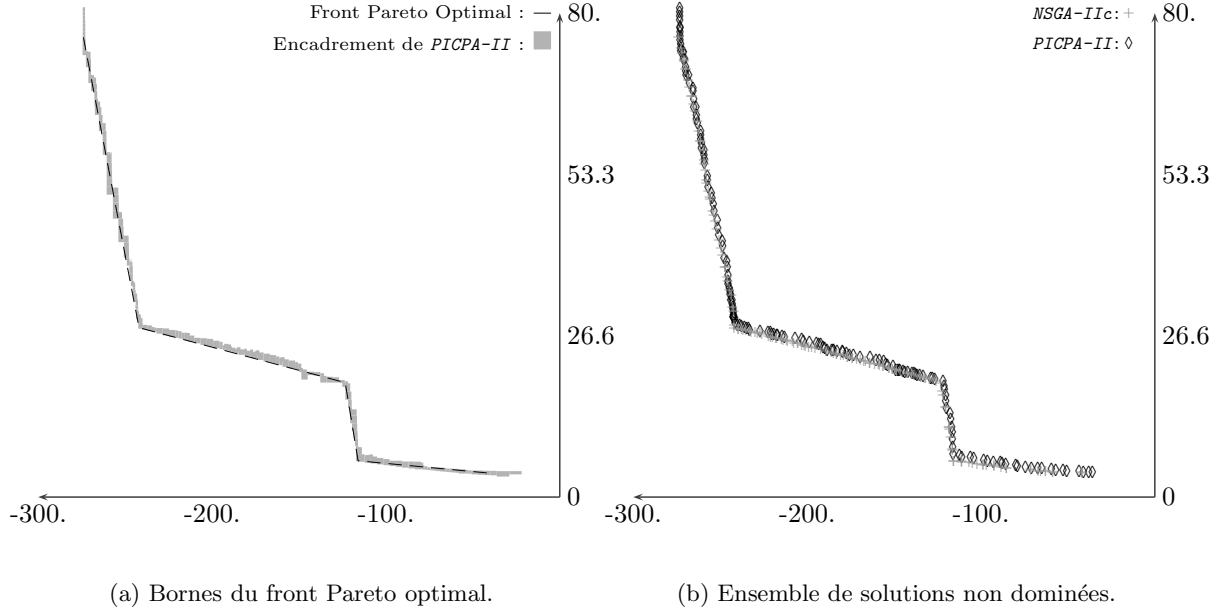 Front Pareto Optimal :
Encadrement de PICPA-II :
80.
53.3
26.6
0
-300.
-200.
-100.
(a) Bornes du front Pareto optimal.
NSGA-IIc:
PICPA-II:
80.
53.3
26.6
0
-300.
-200.
-100.
(b) Ensemble de solutions non dominées.